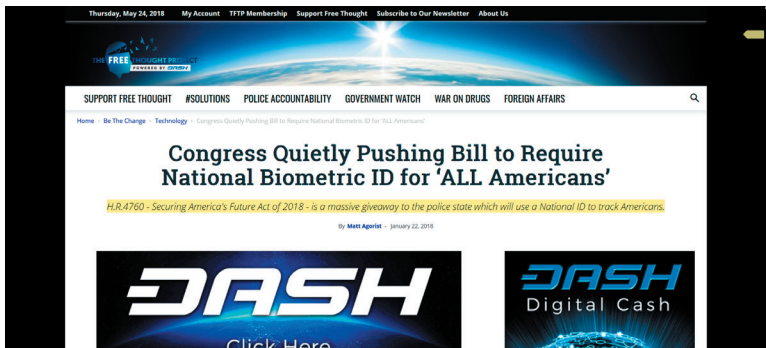 Thursday, May 24, 2018 My Account TFTP Membership Support Free Thought Subscribe to Our Newsletter About Us
THE FREE THOUGHT PROJECT
POWERED BY DASH
SUPPORT FREE THOUGHT #SOLUTIONS POLICE ACCOUNTABILITY GOVERNMENT WATCH WAR ON DRUGS FOREIGN AFFAIRS
Home › Be The Change › Technology › Congress Quietly Pushing Bill to Require National Biometric ID for 'ALL Americans'
Congress Quietly Pushing Bill to Require
National Biometric ID for ‘ALL Americans’
H.R.4760 - Securing America's Future Act of 2018 - is a massive giveaway to the police state which will use a National ID to track Americans.
By Matt Agorist - January 22, 2018
DASH
Click Here
DASH
Digital Cash